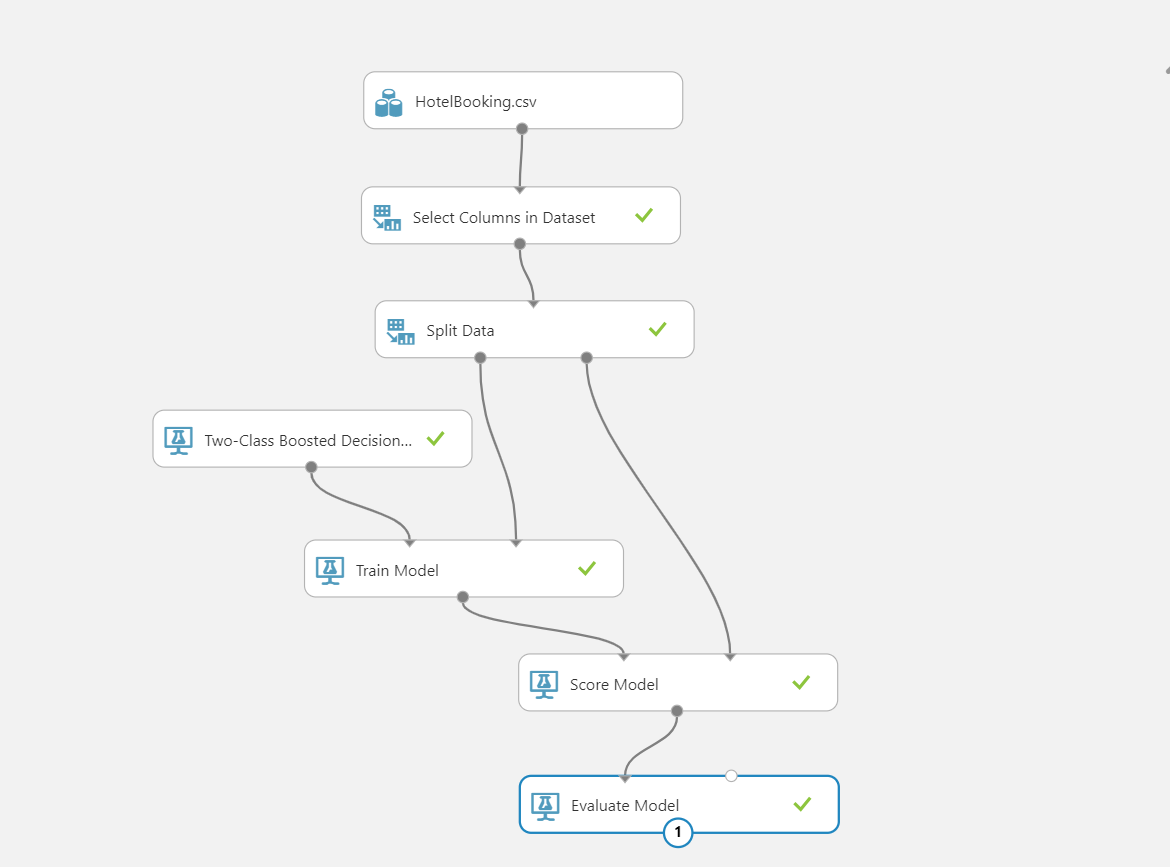 HotelBooking.csv
Select Columns in Dataset
Split Data
Two-Class Boosted Decision...
Train Model
Score Model
Evaluate Model
1